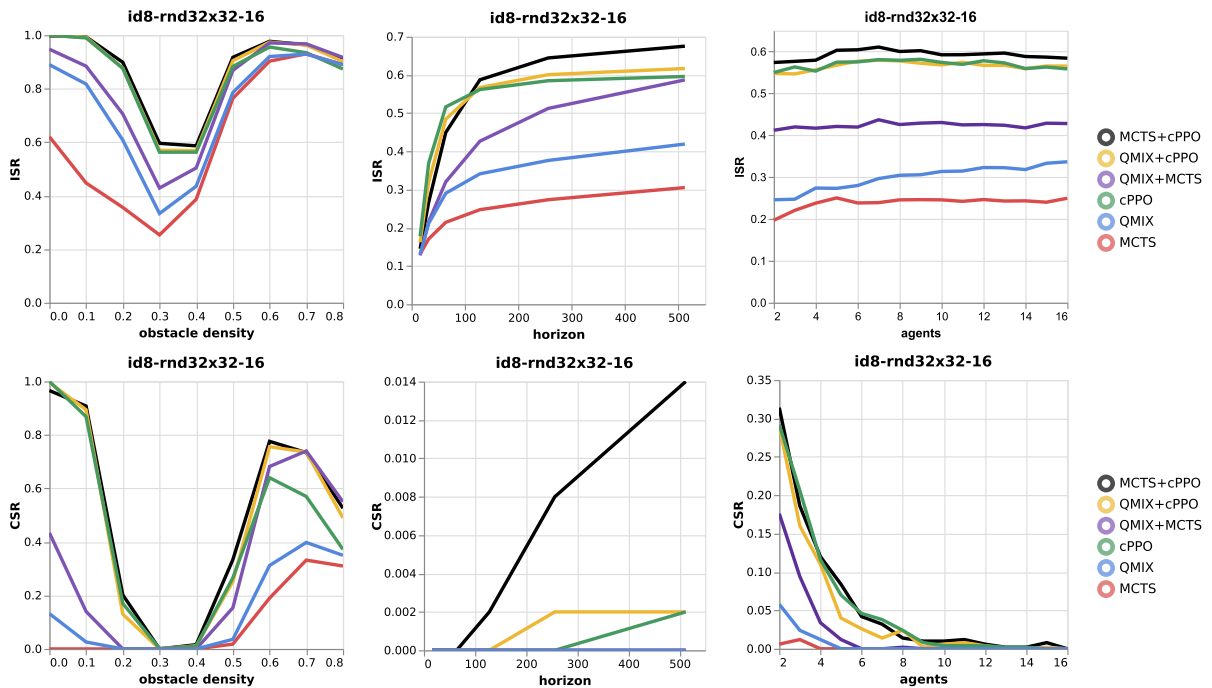 id8-rnd32x32-16
ISR
1.0
0.8
0.6
0.4
0.2
0.0
0.0 0.1 0.2 0.3 0.4 0.5 0.6 0.7 0.8
obstacle density
id8-rnd32x32-16
ISR
0.7
0.6
0.5
0.4
0.3
0.2
0.1
0.0
0 100 200 300 400 500
horizon
id8-rnd32x32-16
ISR
0.6
0.5
0.4
0.3
0.2
0.1
0.0
2 4 6 8 10 12 14 16
agents
MCTS+cPPO
QMIX+cPPO
QMIX+MCTS
cPPO
QMIX
MCTS
id8-rnd32x32-16
CSR
1.0
0.8
0.6
0.4
0.2
0.0
0.0 0.1 0.2 0.3 0.4 0.5 0.6 0.7 0.8
obstacle density
id8-rnd32x32-16
CSR
0.014
0.012
0.010
0.008
0.006
0.004
0.002
0.000
0 100 200 300 400 500
horizon
id8-rnd32x32-16
CSR
0.35
0.30
0.25
0.20
0.15
0.10
0.05
0.00
2 4 6 8 10 12 14 16
agents
MCTS+cPPO
QMIX+cPPO
QMIX+MCTS
cPPO
QMIX
MCTS